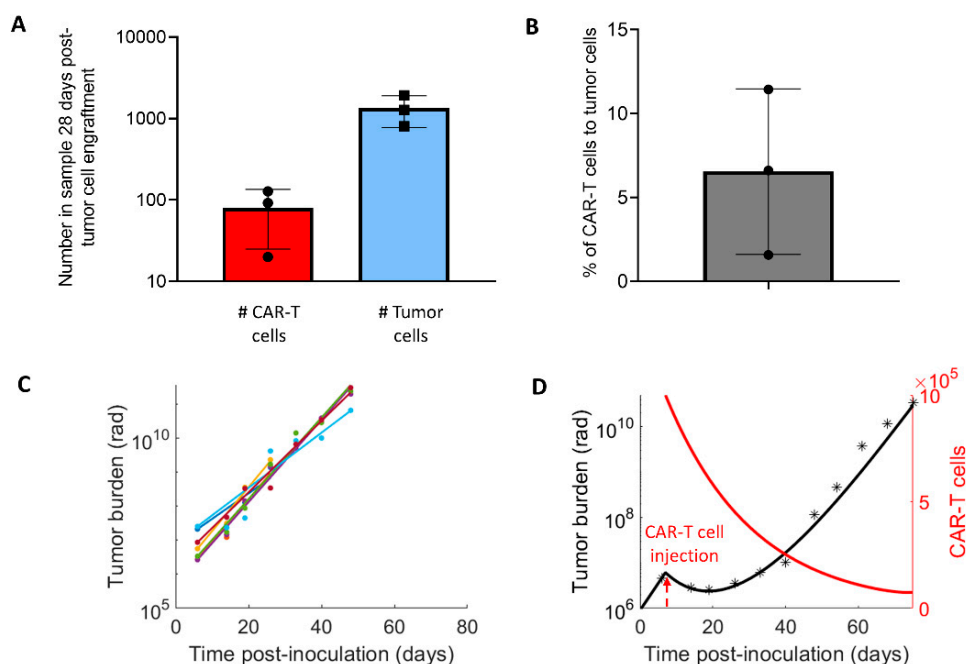 A
Number in sample 28 days post-
tumor cell engraftment
10000
1000
100
10
# CAR-T
cells
# Tumor
cells
B
% of CAR-T cells to tumor cells
15
10
5
0
C
Tumor burden (rad)
10^10
10^5
0
20
40
60
80
Time post-inoculation (days)
D
Tumor burden (rad)
10^10
10^8
10^6
CAR-T cell
injection
0
20
40
60
Time post-inoculation (days)
×10^5
10
5
0
CAR-T cells